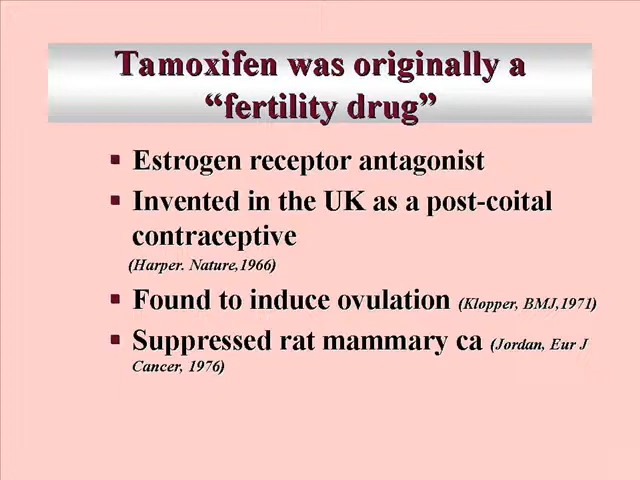 Tamoxifen was originally a
“fertility drug”
Estrogen receptor antagonist
Invented in the UK as a post-coital
contraceptive
(Harper. Nature,1966)
Found to induce ovulation (Klopper, BMJ,1971)
Suppressed rat mammary ca (Jordan, Eur J
Cancer, 1976)